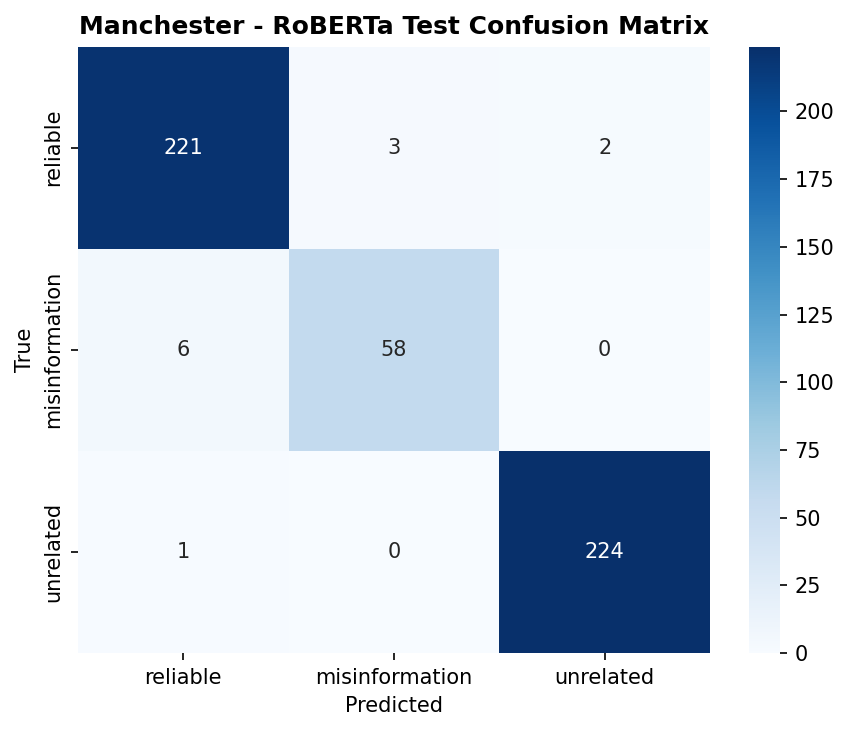 Manchester - RoBERTa Test Confusion Matrix
True
reliable
221
3
2
misinformation
6
58
0
unrelated
1
0
224
reliable
misinformation
unrelated
Predicted
200
175
150
125
100
75
50
25
0